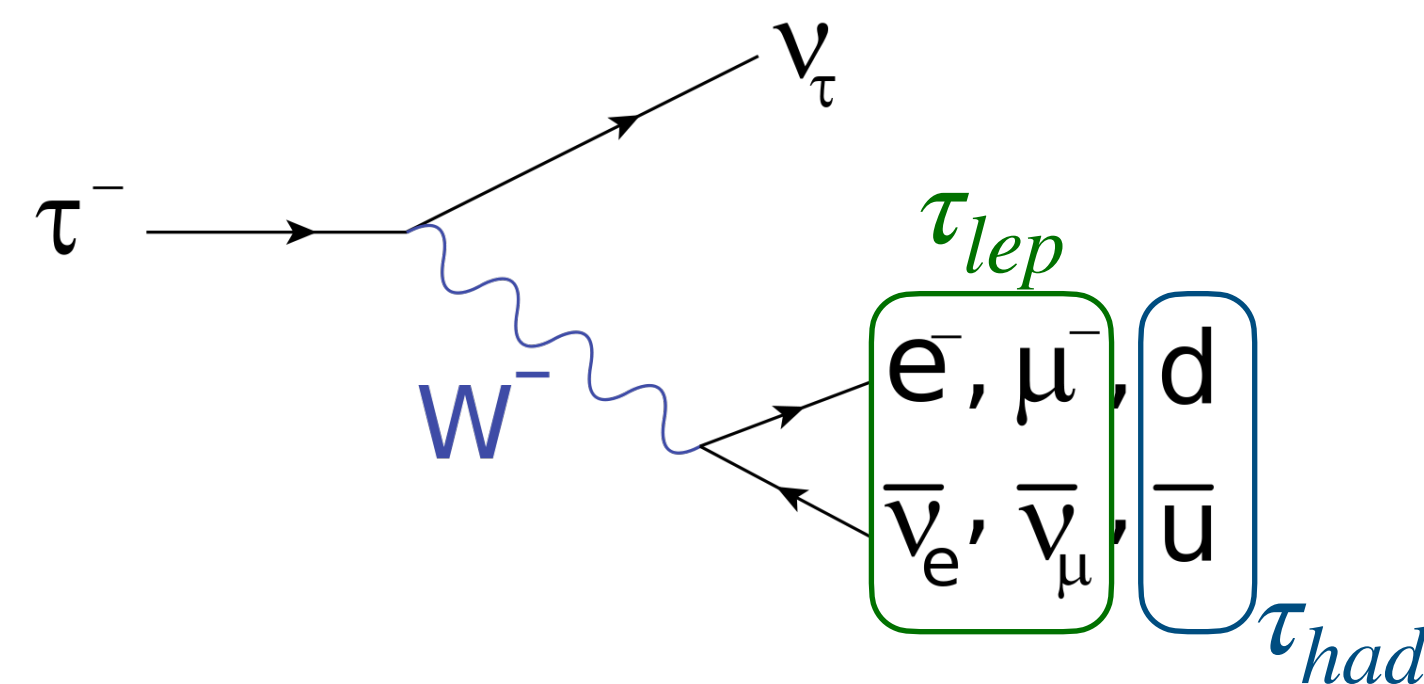 ν_τ
τ⁻
τ_lep
W⁻
e⁻, μ⁻, d
ν̅_e, ν̅_μ, u̅
τ_had